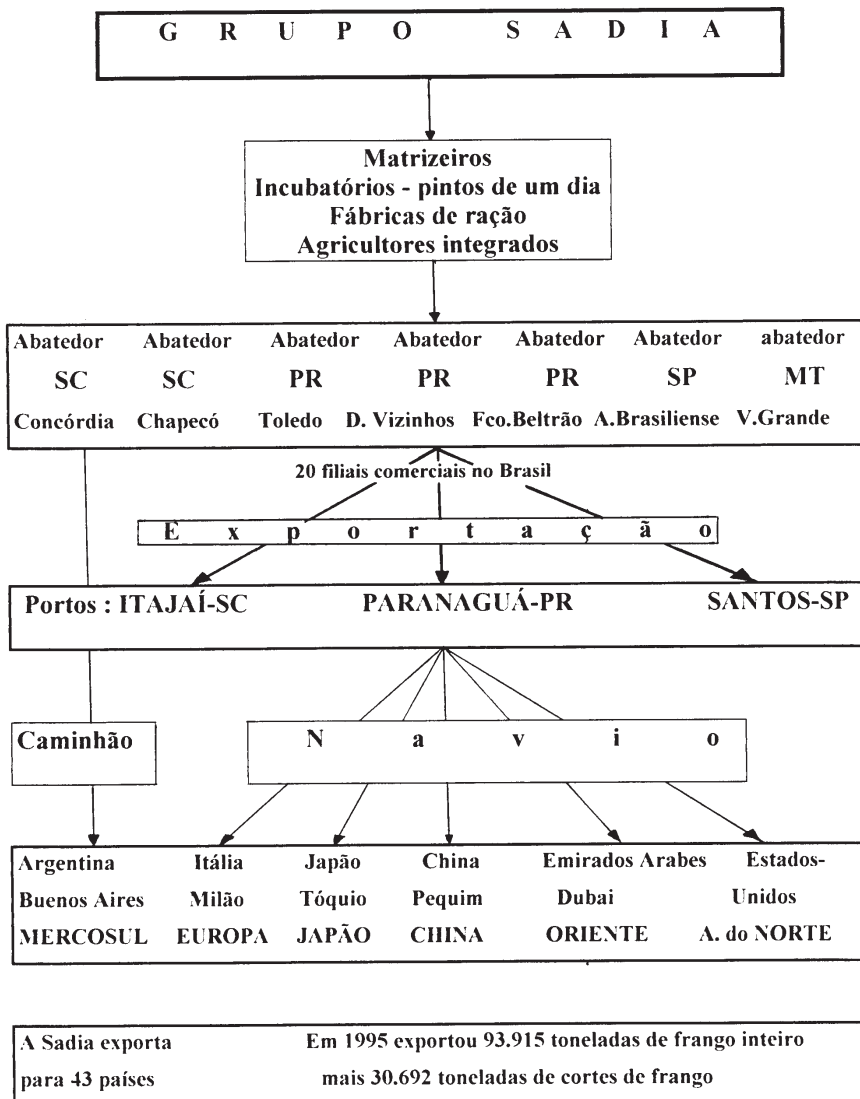 GRUPO SADIA
Matrizeiros
Incubatórios - pintos de um dia
Fábricas de ração
Agricultores integrados
Abatedor Abatedor Abatedor Abatedor Abatedor Abatedor abatedor
SC SC PR PR PR SP MT
Concórdia Chapecó Toledo D. Vizinhos Fco.Beltrão A.Brasiliense V.Grande
20 filiais comerciais no Brasil
Exportação
Portos : ITAJAÍ-SC PARANAGUÁ-PR SANTOS-SP
Caminhão Navio
Argentina Itália Japão China Emirados Arabes Estados-
Buenos Aires Milão Tóquio Pequim Dubai Unidos
MERCOSUL EUROPA JAPÃO CHINA ORIENTE A. do NORTE
A Sadia exporta Em 1995 exportou 93.915 toneladas de frango inteiro
para 43 países mais 30.692 toneladas de cortes de frango